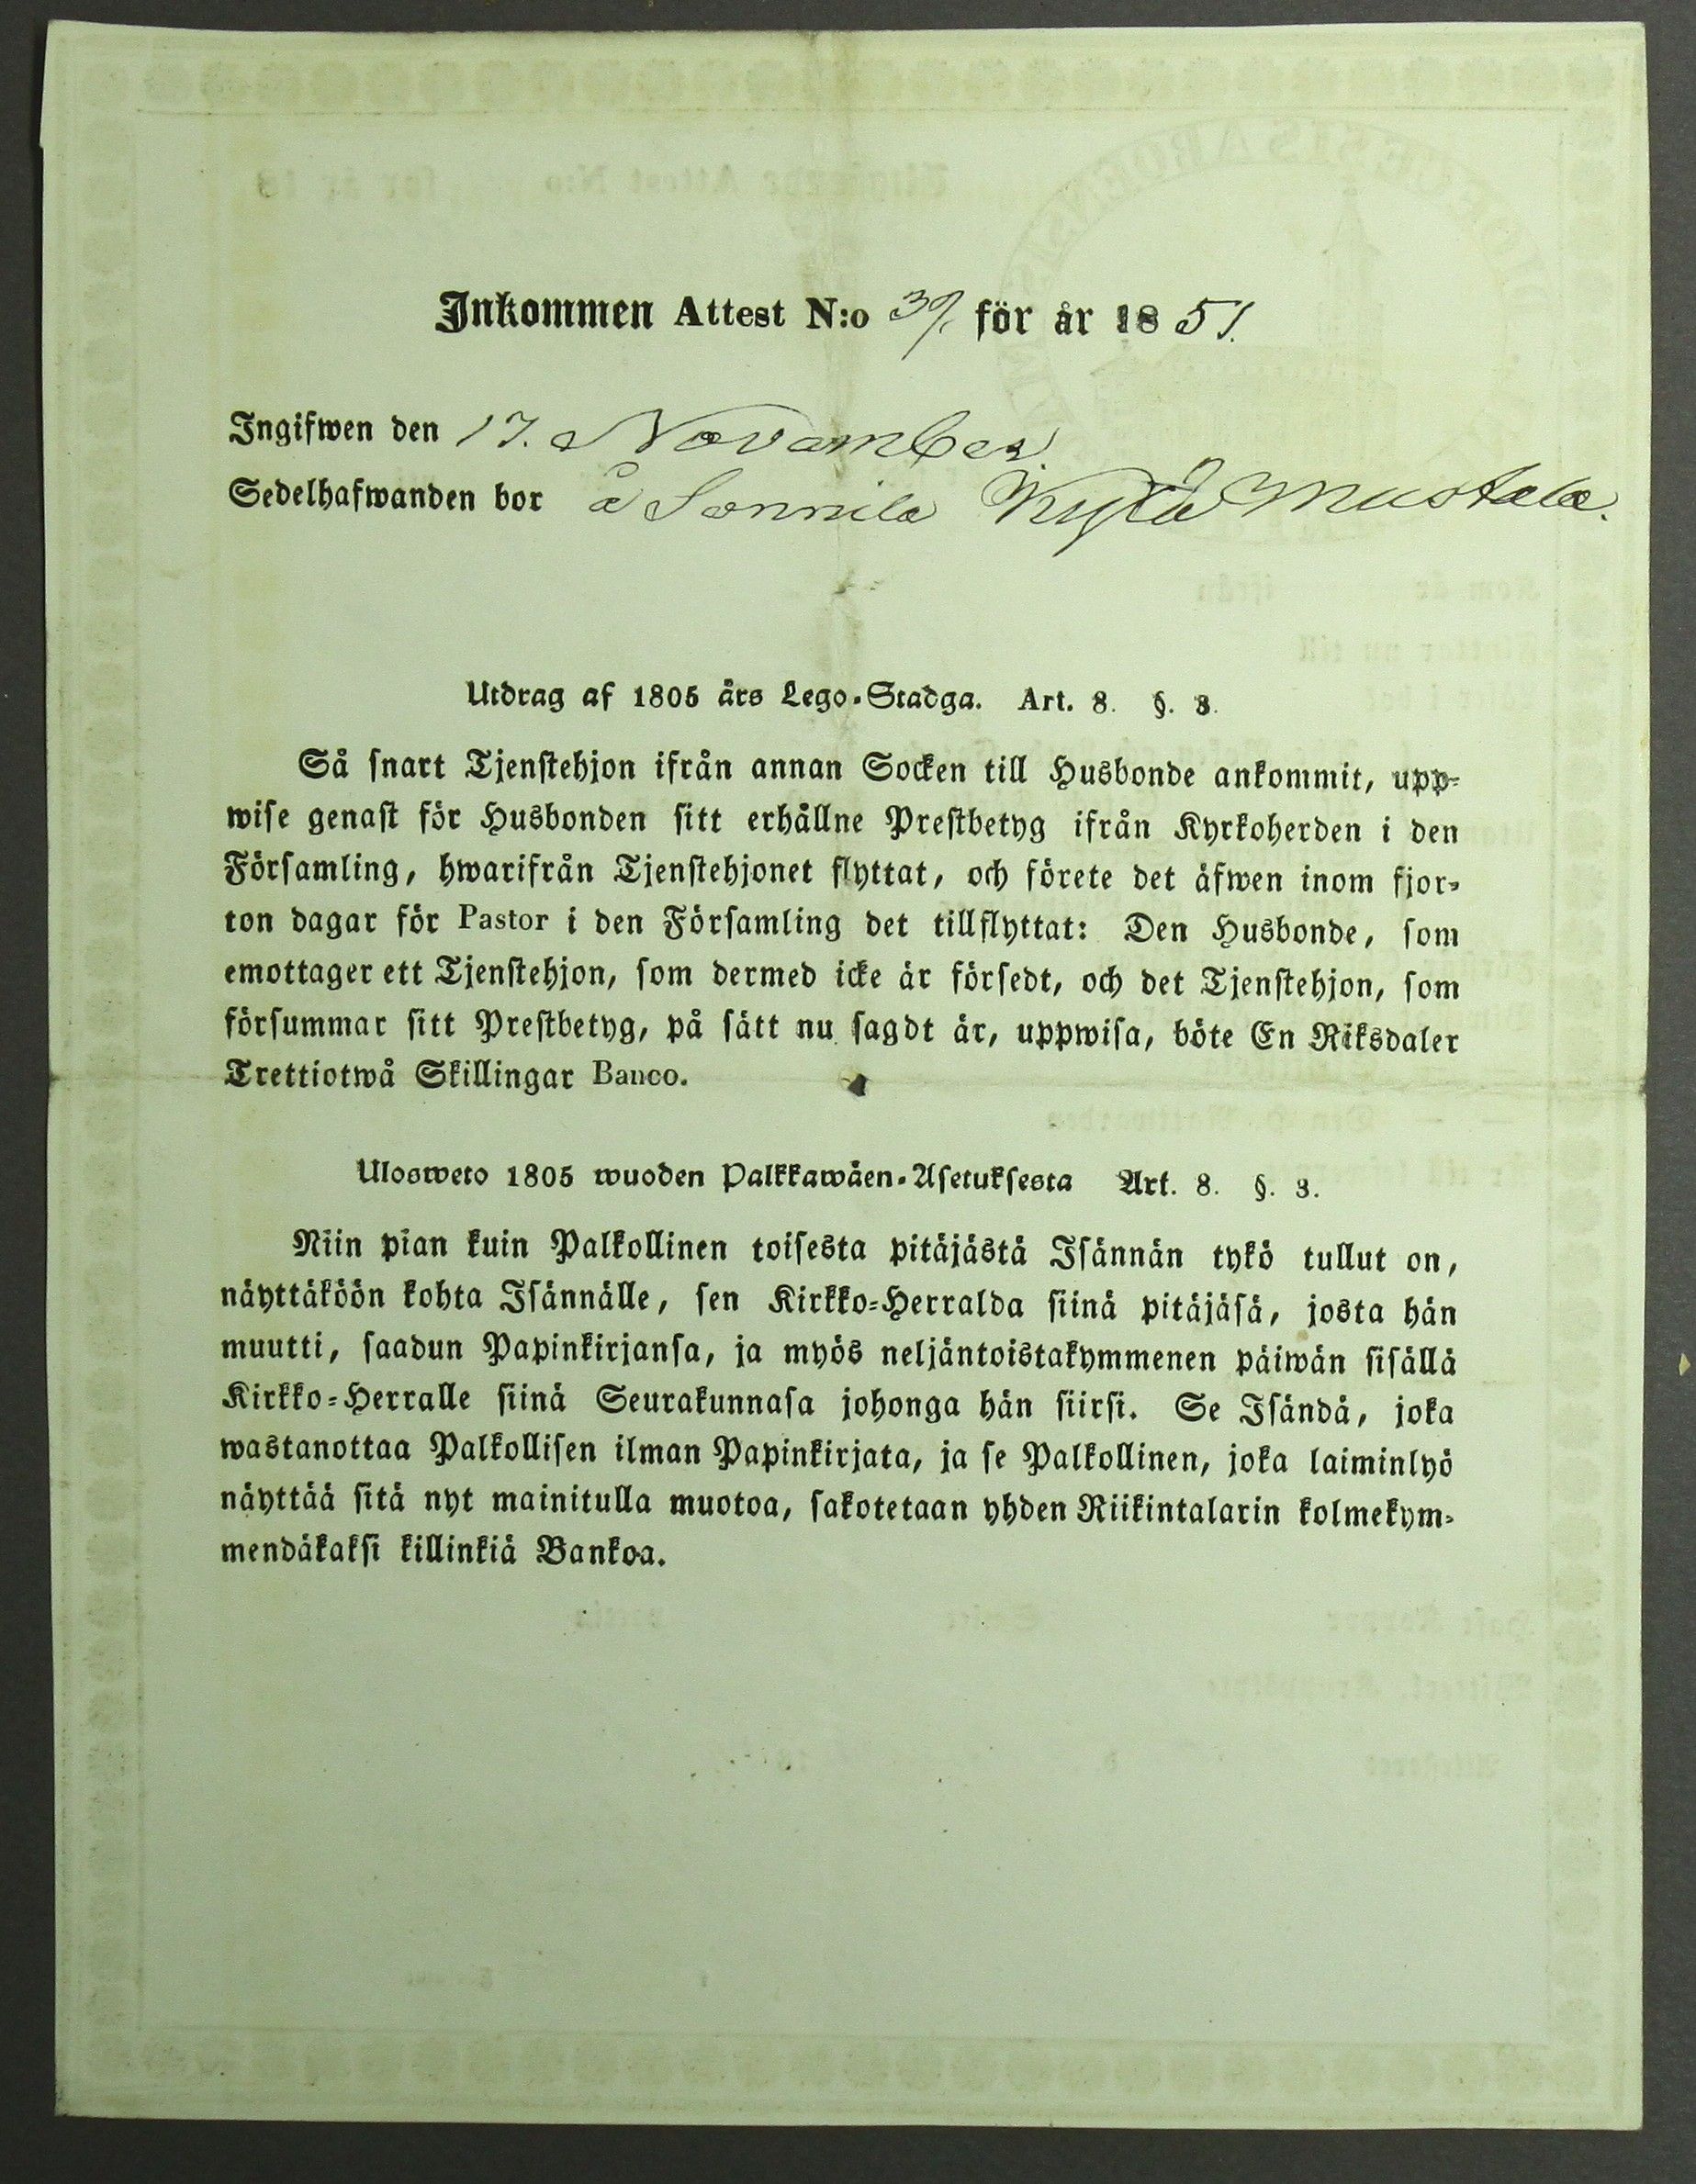 Inkommen Attest N:o 39/. för år 1851.
Ingifwen den 17. November.
Sedelhafwanden bor å Sonnila Kylä Mustala.
Utdrag af 1805 års Lego-Stadga. Art. 8. §. 3.
Så snart Tjenstehjon ifrån annan Socken till Husbonde ankommit, upp-
wise genast för Husbonden sitt erhållne Prestbetyg ifrån Kyrkoherden i den
Församling, hwarifrån Tjenstehjonet flyttat, och förete det äfwen inom fjor-
ton dagar för Pastor i den Församling det tillflyttat: Den Husbonde, som
emottager ett Tjenstehjon, som dermed icke är försedt, och det Tjenstehjon, som
försummar sitt Prestbetyg, på sätt nu sagdt är, uppwisa, böte En Riksdaler
Trettiotwå Skillingar Banco.
Ulosweto 1805 wuoden Palkkawäen-Asetuksesta Art. 8. §. 3.
Niin pian kuin Palkollinen toisesta pitäjästä Isännän tykö tullut on,
näyttäköön kohta Isännälle, sen Kirkko-Herralda siinä pitäjäsä, josta hän
muutti, saadun Papinkirjansa, ja myös neljäntoistakymmenen päiwän sisällä
Kirkko-Herralle siinä Seurakunnasa johonga hän siirsi. Se Isändä, joka
wastanottaa Palkollisen ilman Papinkirjata, ja se Palkollinen, joka laiminlyö
näyttää sitä nyt mainitulla muotoa, sakotetaan yhden Riikintalarin kolmekym-
mendäkaksi killinkiä Bankoa.